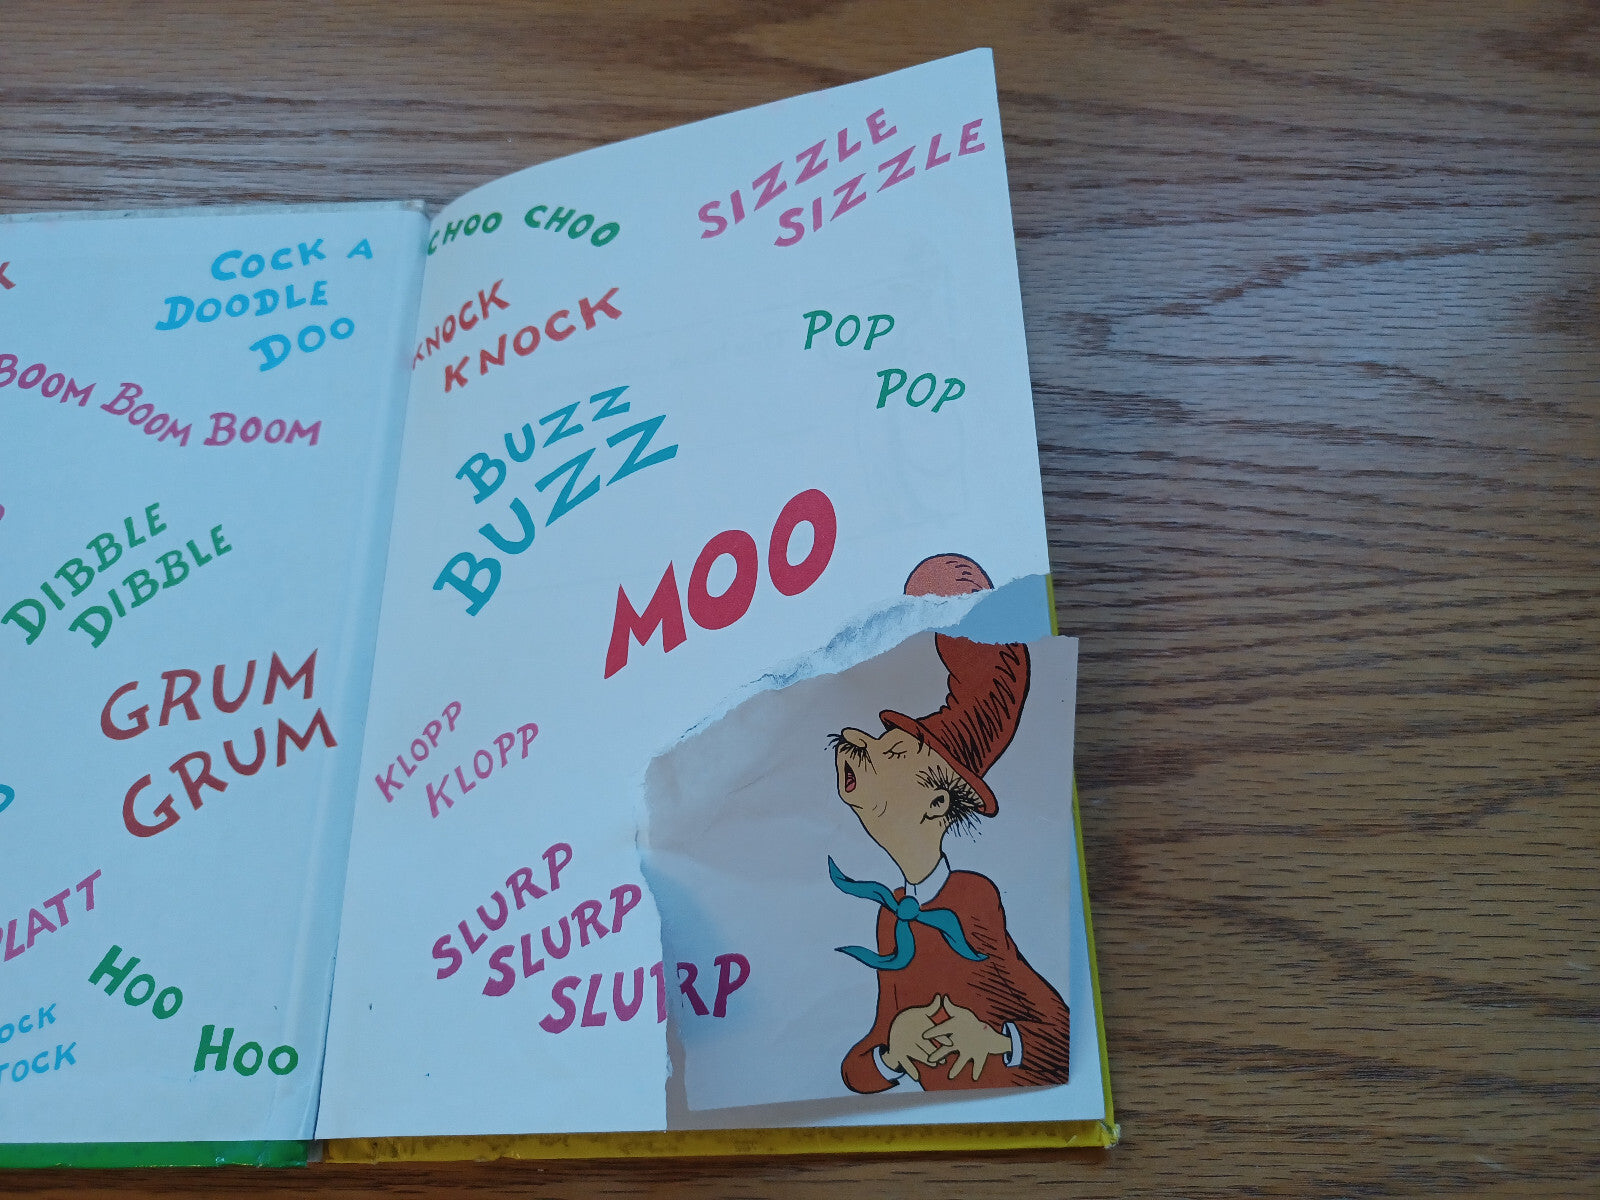 COCK A
DOODLE
DOO
BOOM BOOM BOOM
DIBBLE
DIBBLE
GRUM
GRUM
HOO
HOO
CHOO CHOO
SIZZLE
SIZZLE
KNOCK
KNOCK
POP
POP
BUZZ
BUZZ
MOO
KLOPP
KLOPP
SLURP
SLURP
SLURP